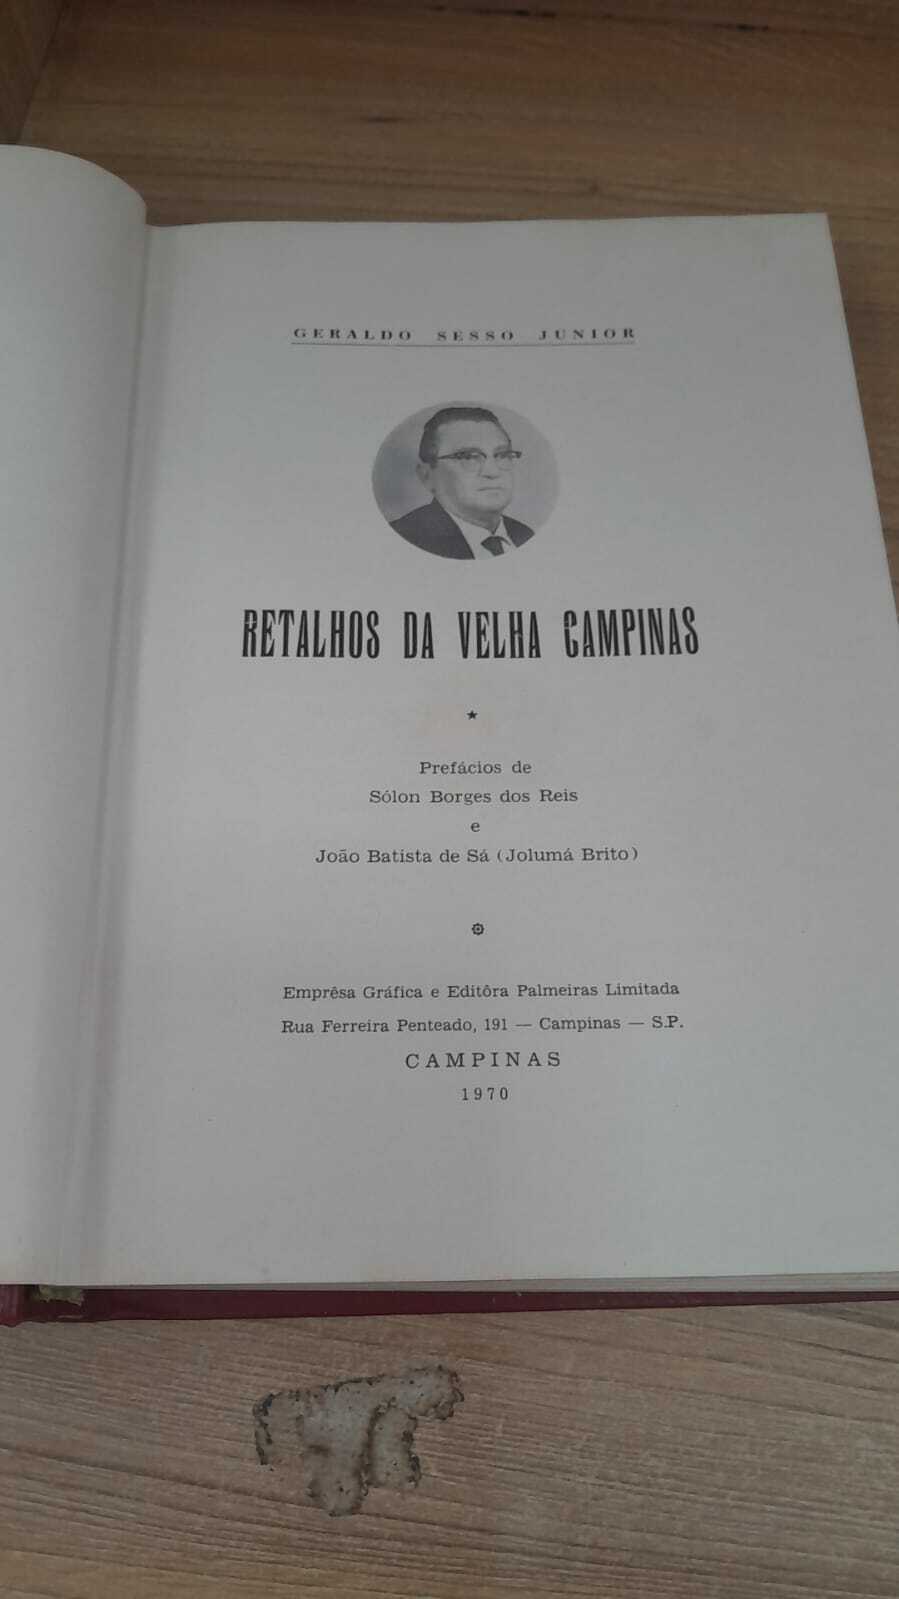 GERALDO SESSO JUNIOR
RETALHOS DA VELHA CAMPINAS
Prefácios de
Sólon Borges dos Reis
e
João Batista de Sá (Jolumá Brito)
Emprêsa Gráfica e Editôra Palmeiras Limitada
Rua Ferreira Penteado, 191 — Campinas — S.P.
CAMPINAS
1970